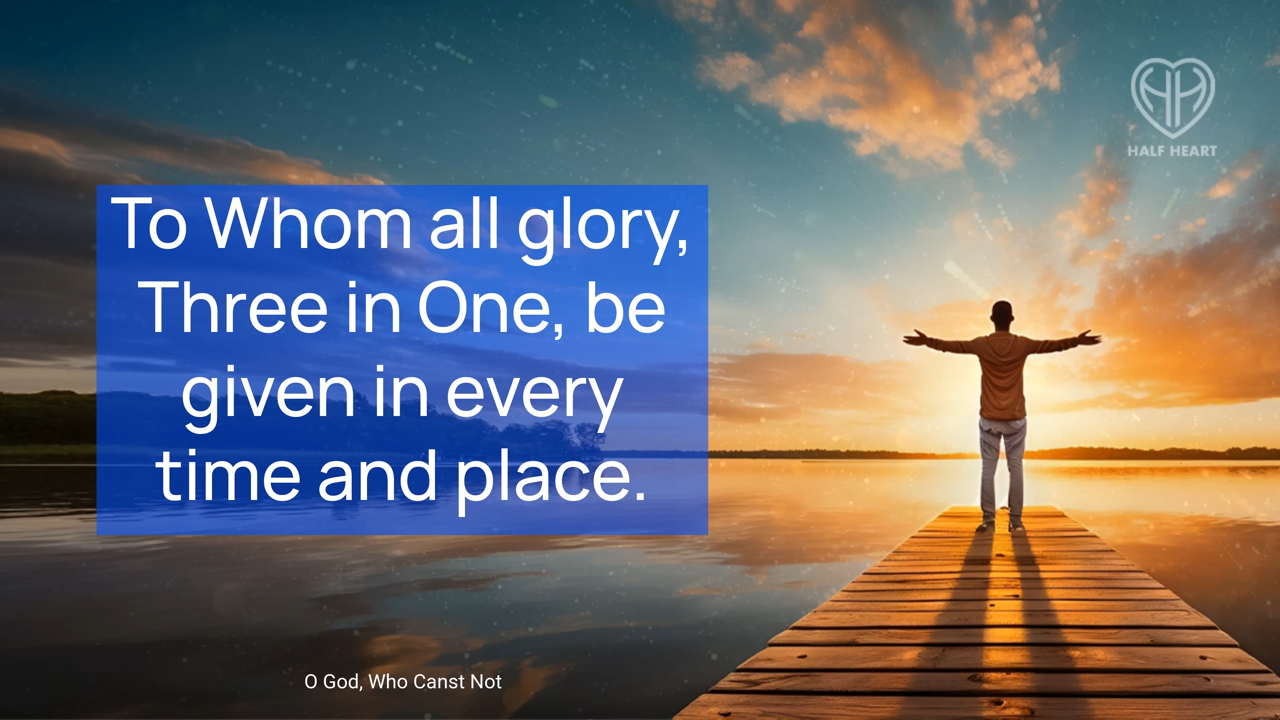 HALF HEART
To Whom all glory,
Three in One, be
given in every
time and place.
O God, Who Canst Not